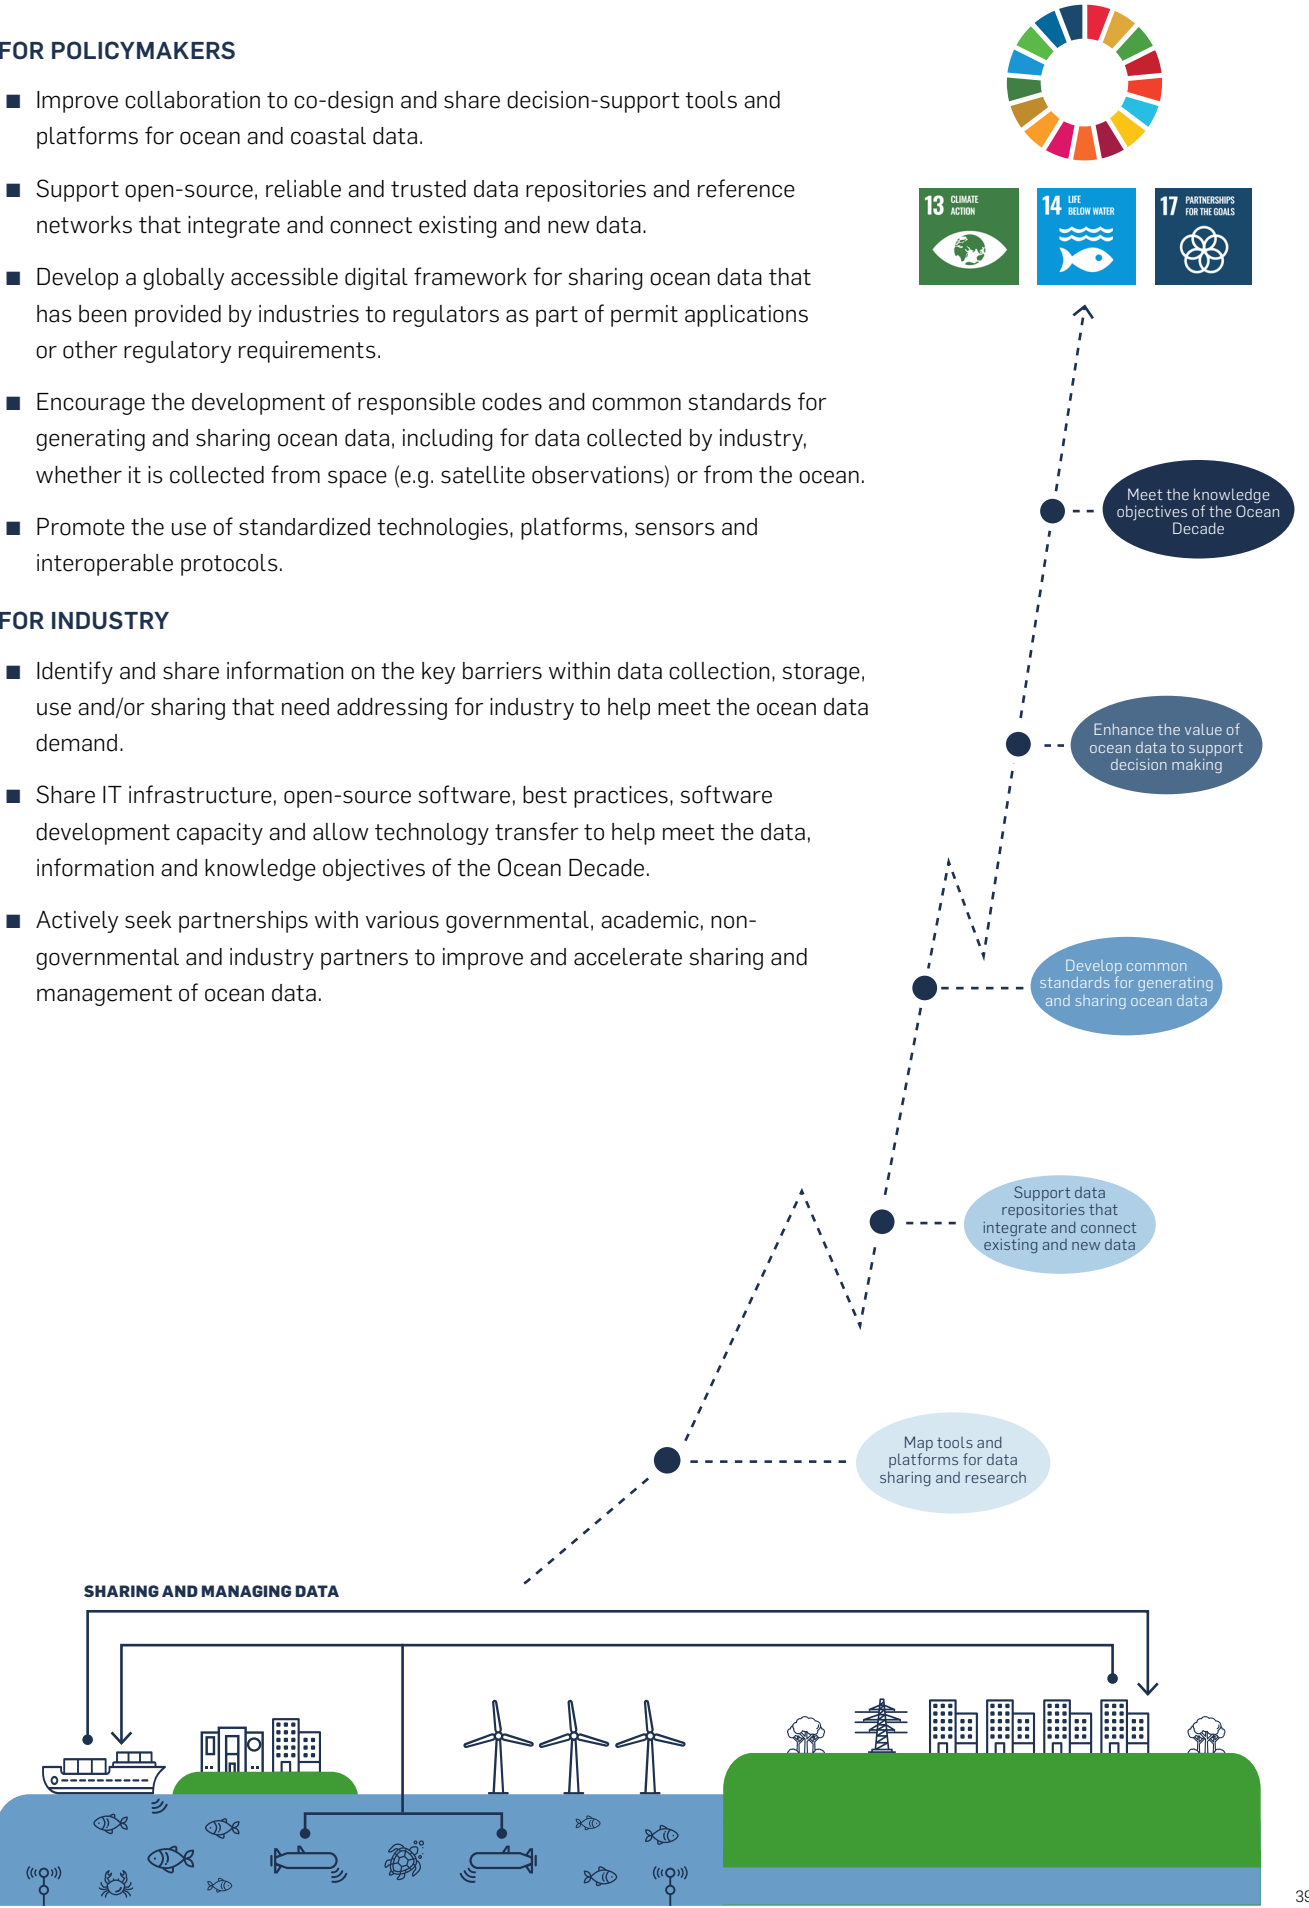 FOR POLICYMAKERS
■ Improve collaboration to co-design and share decision-support tools and
platforms for ocean and coastal data.
■ Support open-source, reliable and trusted data repositories and reference
networks that integrate and connect existing and new data.
■ Develop a globally accessible digital framework for sharing ocean data that
has been provided by industries to regulators as part of permit applications
or other regulatory requirements.
■ Encourage the development of responsible codes and common standards for
generating and sharing ocean data, including for data collected by industry,
whether it is collected from space (e.g. satellite observations) or from the ocean.
■ Promote the use of standardized technologies, platforms, sensors and
interoperable protocols.
FOR INDUSTRY
■ Identify and share information on the key barriers within data collection, storage,
use and/or sharing that need addressing for industry to help meet the ocean data
demand.
■ Share IT infrastructure, open-source software, best practices, software
development capacity and allow technology transfer to help meet the data,
information and knowledge objectives of the Ocean Decade.
■ Actively seek partnerships with various governmental, academic, non-
governmental and industry partners to improve and accelerate sharing and
management of ocean data.
13 CLIMATE
ACTION
14 LIFE
BELOW WATER
17 PARTNERSHIPS
FOR THE GOALS
Meet the knowledge
objectives of the Ocean
Decade
Enhance the value of
ocean data to support
decision making
Develop common
standards for generating
and sharing ocean data
Support data
repositories that
integrate and connect
existing and new data
Map tools and
platforms for data
sharing and research
SHARING AND MANAGING DATA
39